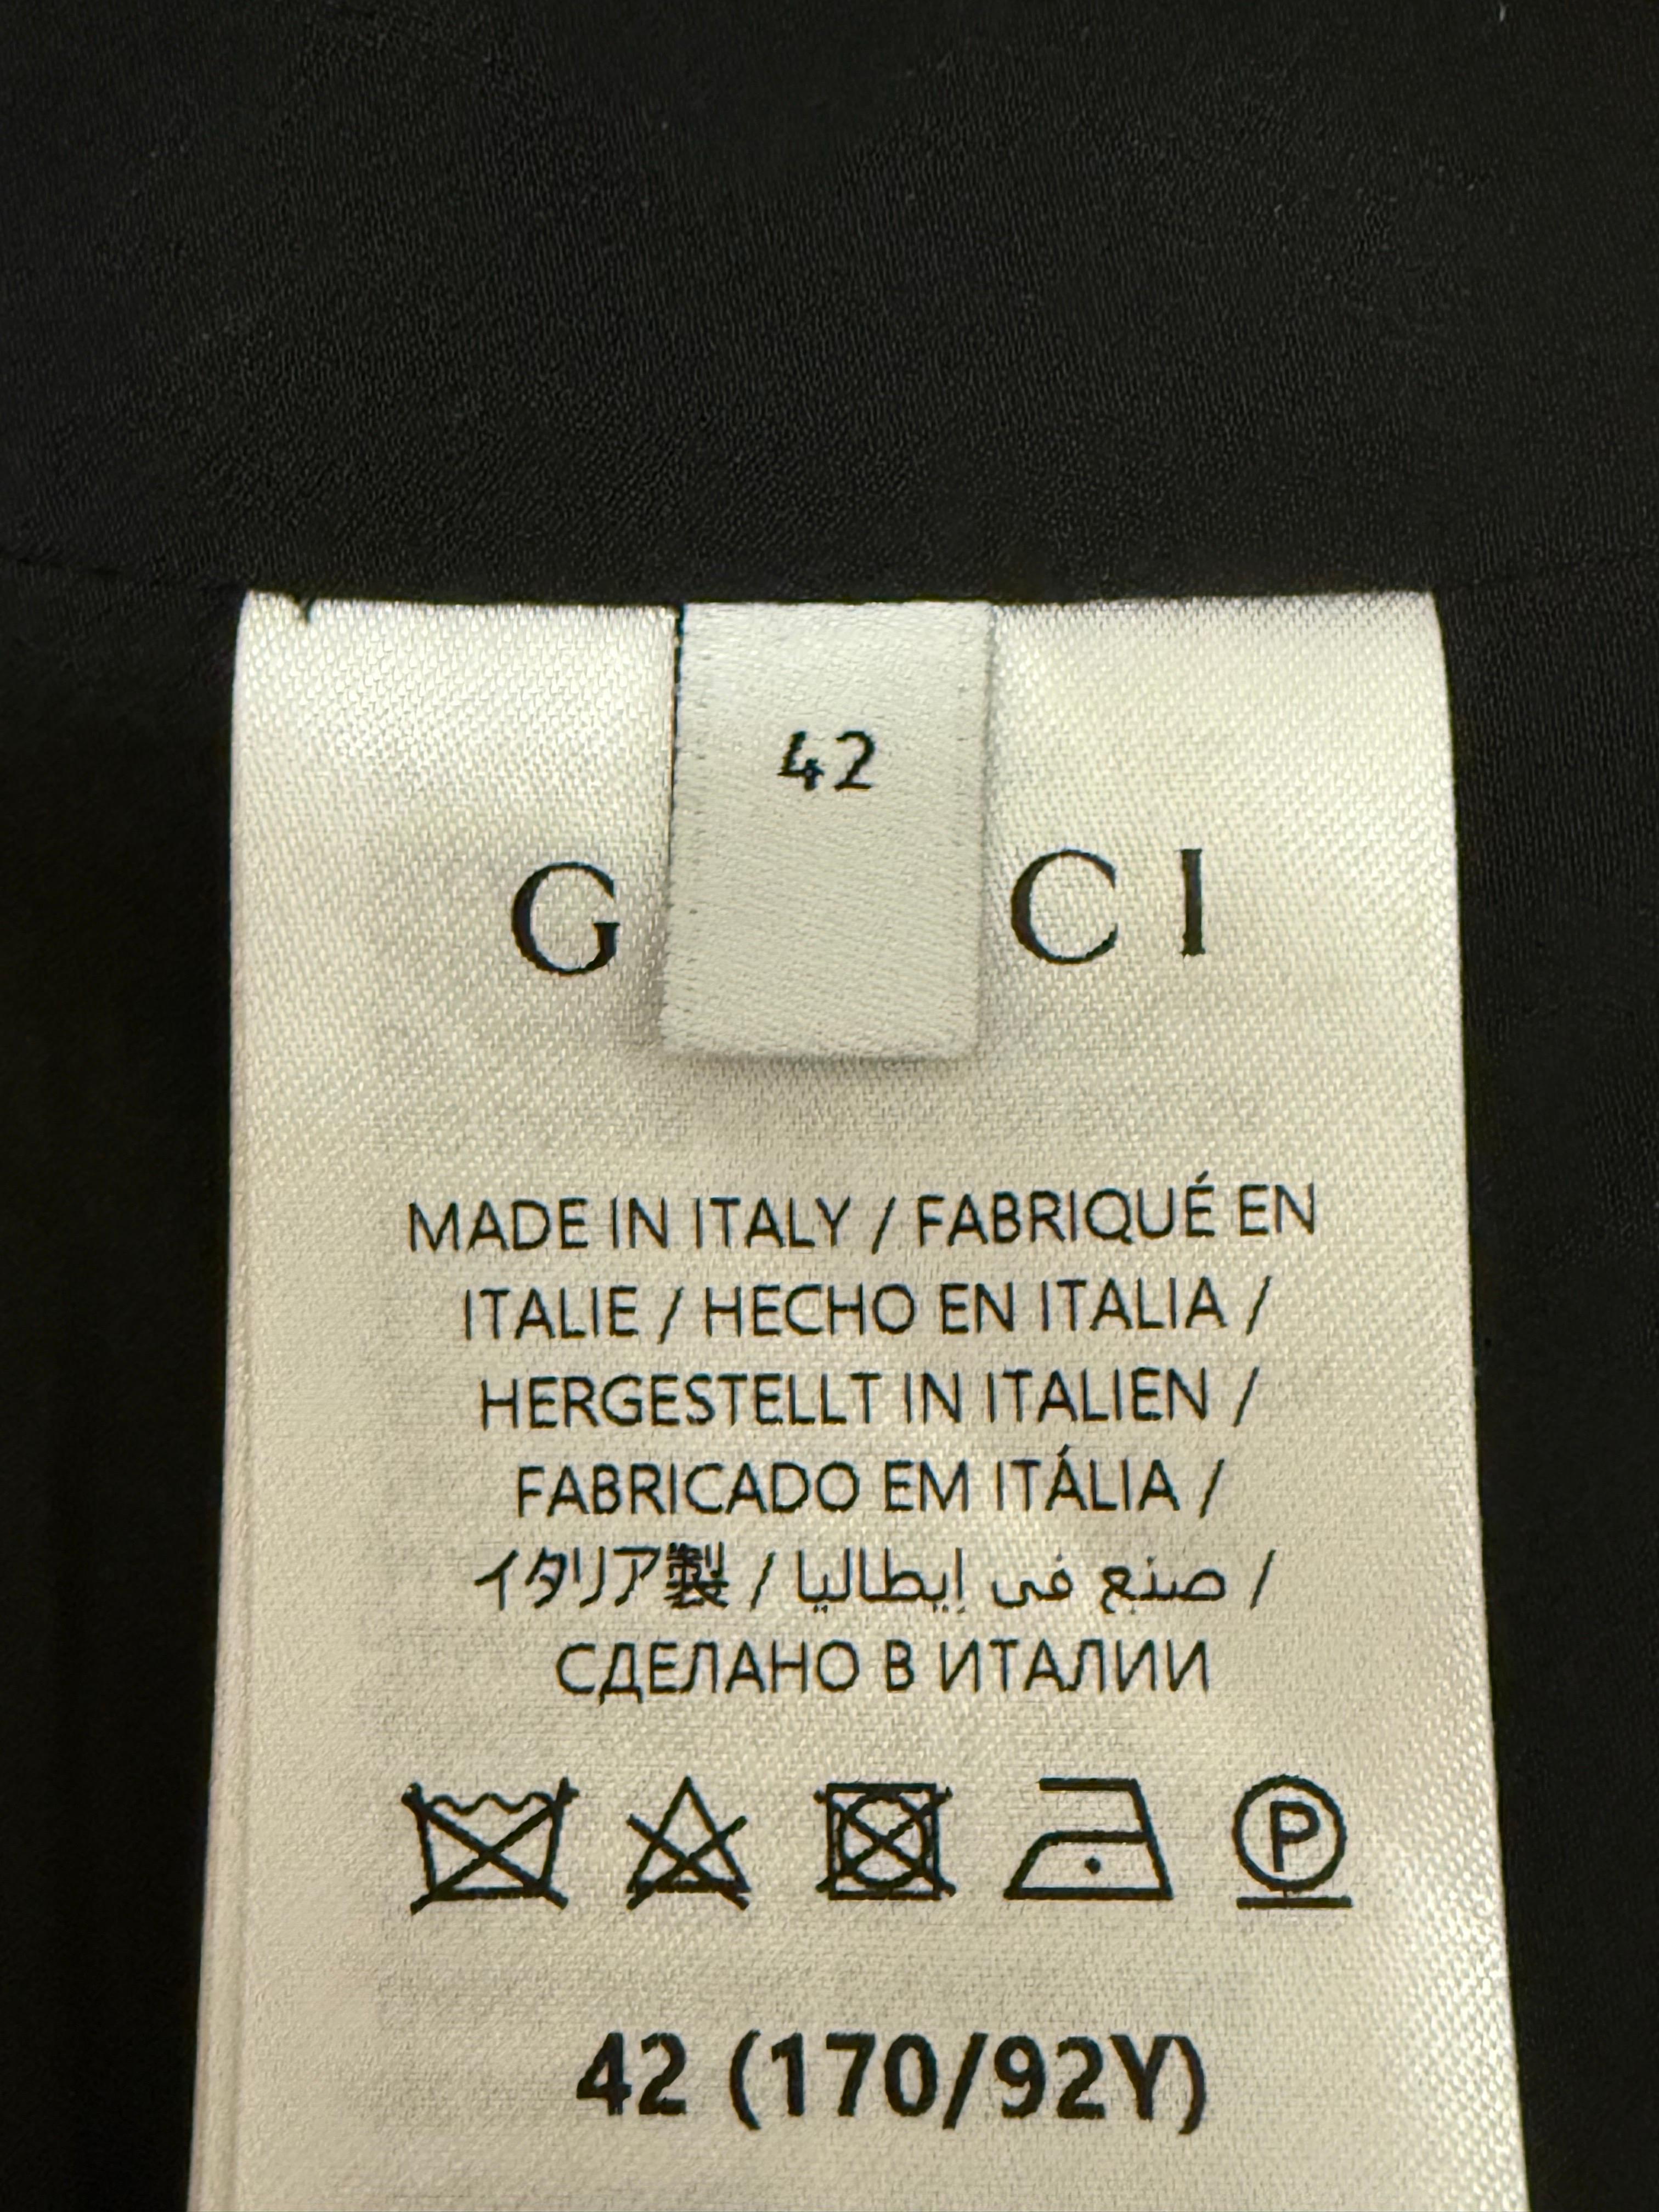 42
G CI
MADE IN ITALY / FABRIQUÉ EN
ITALIE / HECHO EN ITALIA /
HERGESTELLT IN ITALIEN /
FABRICADO EM ITÁLIA /
イタリア製 / صنع فى إيطاليا /
СДЕЛАНО В ИТАЛИИ
P
42 (170/92Y)